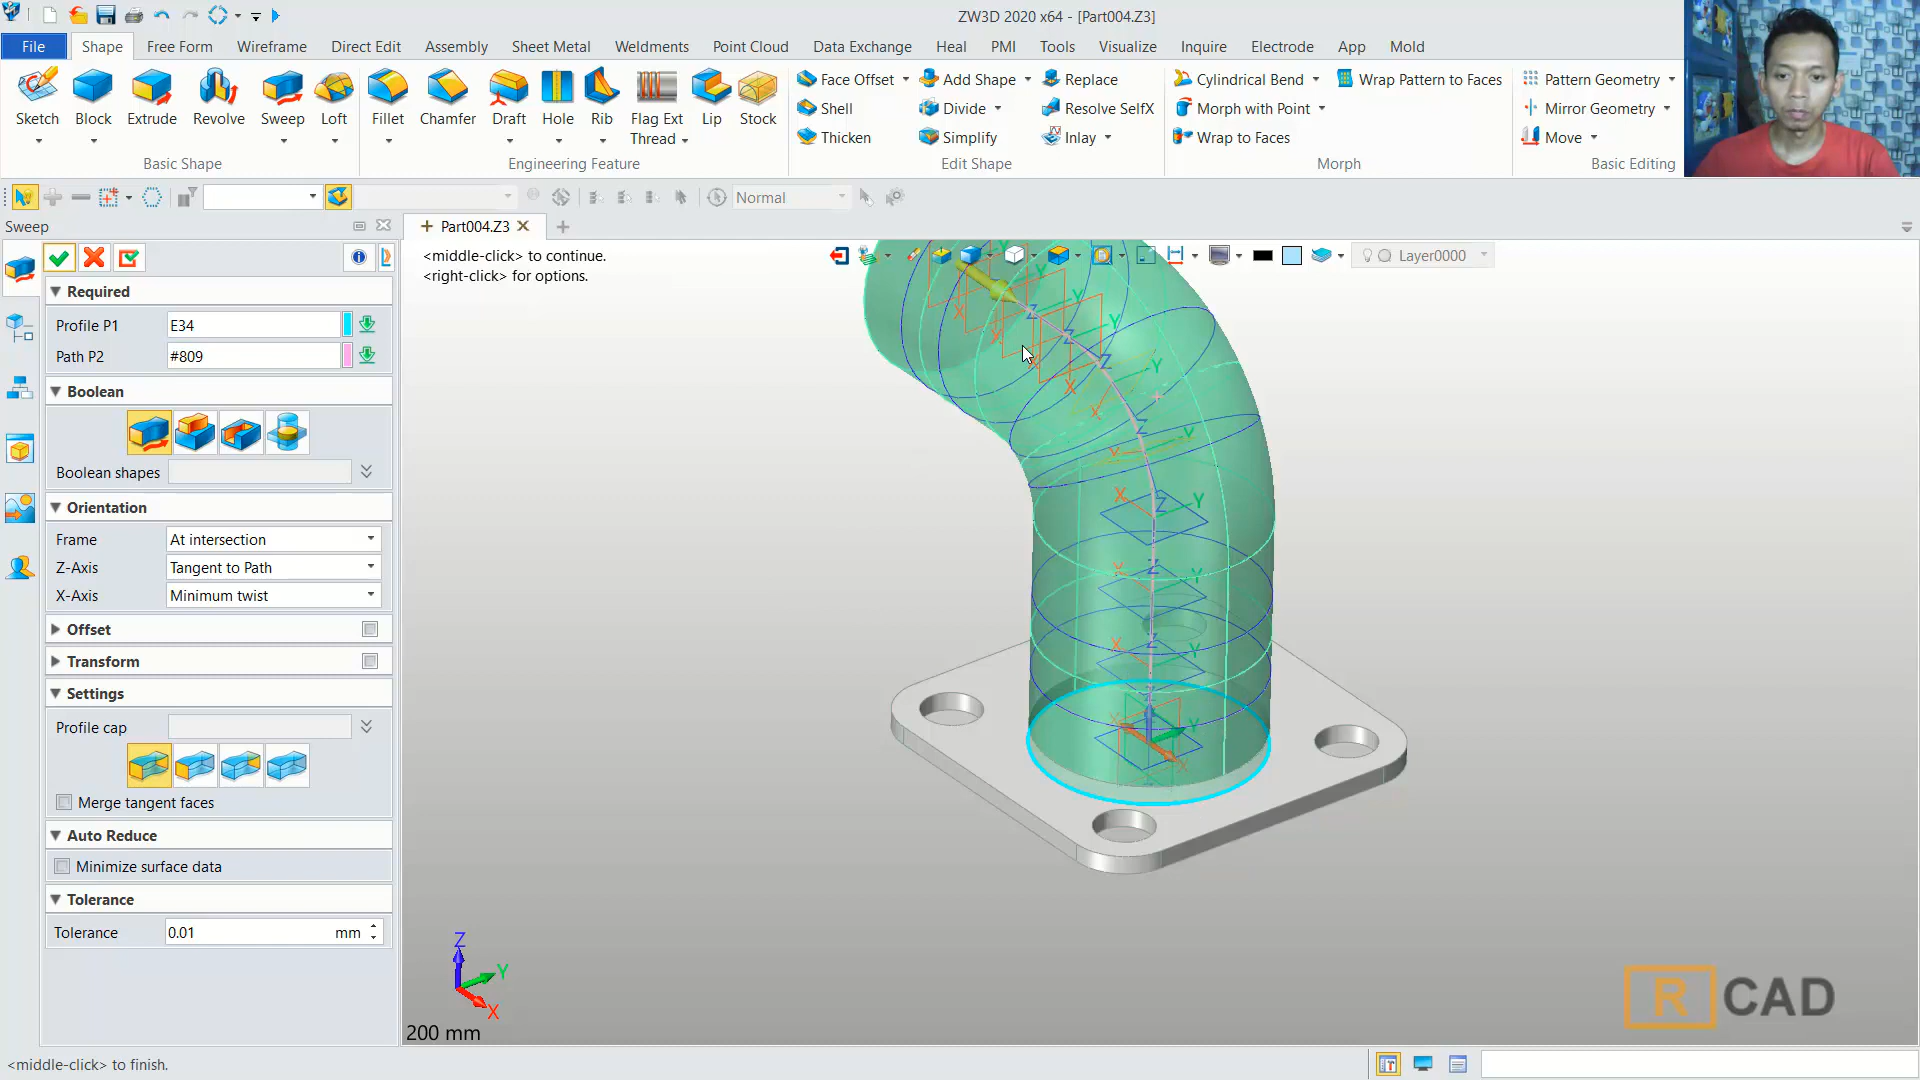 ZW3D 2020 x64 - [Part004.Z3]
File Shape Free Form Wireframe Direct Edit Assembly Sheet Metal Weldments Point Cloud Data Exchange Heal PMI Tools Visualize Inquire Electrode App Mold
Sketch Block Extrude Revolve Sweep Loft
Basic Shape
Fillet Chamfer Draft Hole Rib Flag Ext Thread Lip Stock
Engineering Feature
Face Offset Add Shape Replace
Shell Divide Resolve SelfX
Thicken Simplify Inlay
Edit Shape
Cylindrical Bend Wrap Pattern to Faces
Morph with Point
Wrap to Faces
Morph
Pattern Geometry
Mirror Geometry
Move
Basic Editing
Normal
Sweep
Part004.Z3
<middle-click> to continue.
<right-click> for options.
Layer0000
Required
Profile P1 E34
Path P2 #809
Boolean
Boolean shapes
Orientation
Frame At intersection
Z-Axis Tangent to Path
X-Axis Minimum twist
Offset
Transform
Settings
Profile cap
Merge tangent faces
Auto Reduce
Minimize surface data
Tolerance
Tolerance 0.01 mm
Z
Y
X
200 mm
R CAD
<middle-click> to finish.